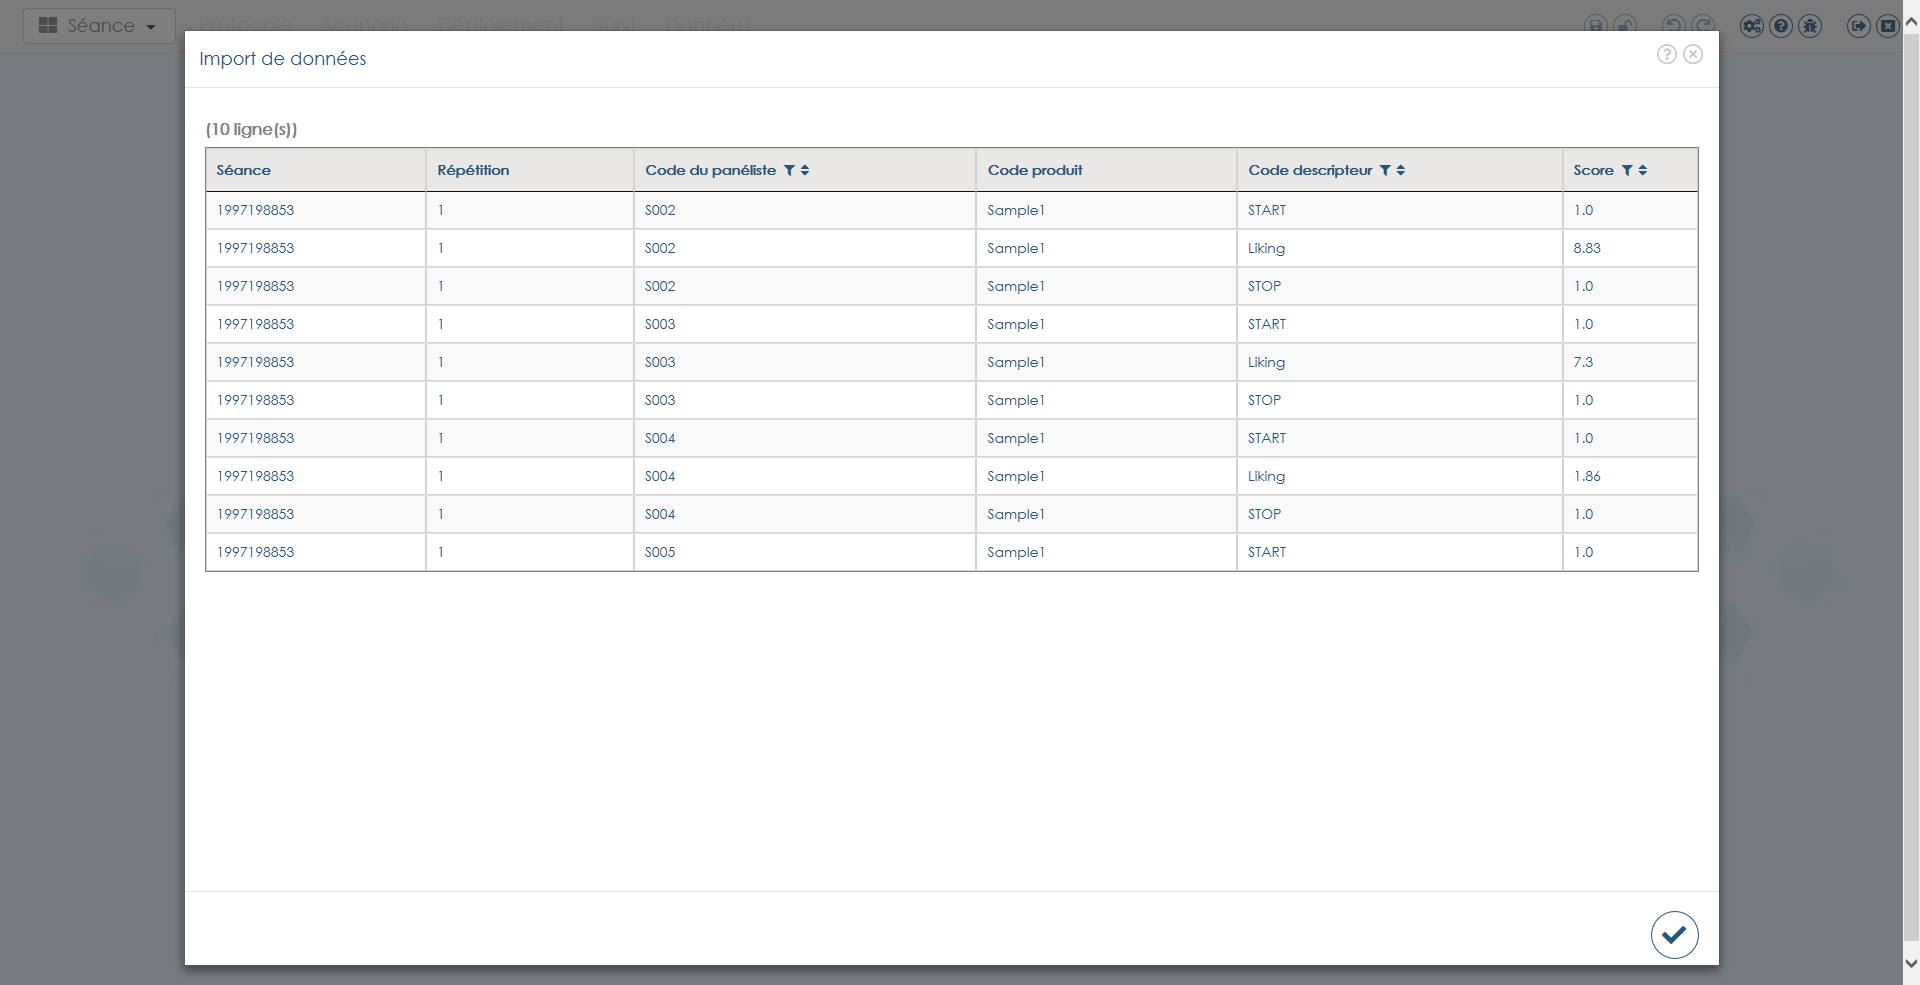 Séance Protocole Scenario Déploiement Suivi Données
Import de données
(10 ligne(s))
Séance Répétition Code du panéliste Code produit Code descripteur Score
1997198853 1 S002 Sample1 START 1.0
1997198853 1 S002 Sample1 Liking 8.83
1997198853 1 S002 Sample1 STOP 1.0
1997198853 1 S003 Sample1 START 1.0
1997198853 1 S003 Sample1 Liking 7.3
1997198853 1 S003 Sample1 STOP 1.0
1997198853 1 S004 Sample1 START 1.0
1997198853 1 S004 Sample1 Liking 1.86
1997198853 1 S004 Sample1 STOP 1.0
1997198853 1 S005 Sample1 START 1.0